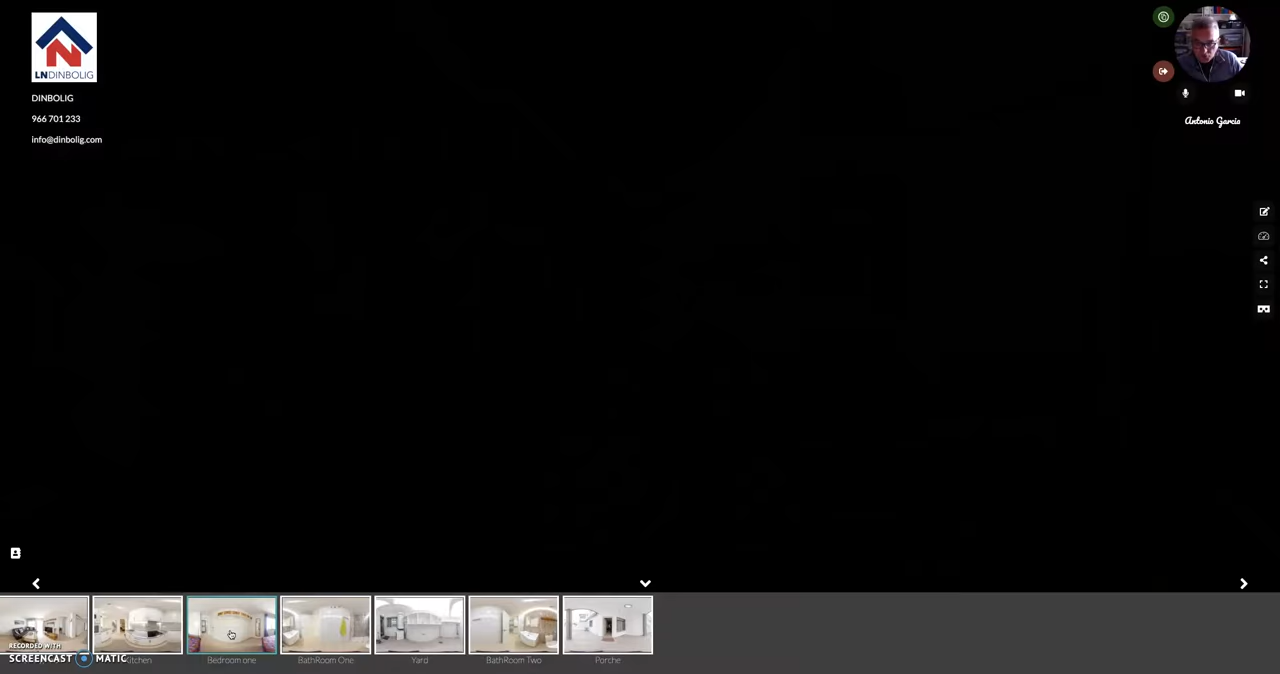 LNDINBOLIG
DINBOLIG
966 701 233
info@dinbolig.com
Antonio Garcia
RECORDED WITH
SCREENCAST MATIC
Kitchen
Bedroom one
BathRoom One
Yard
BathRoom Two
Porche